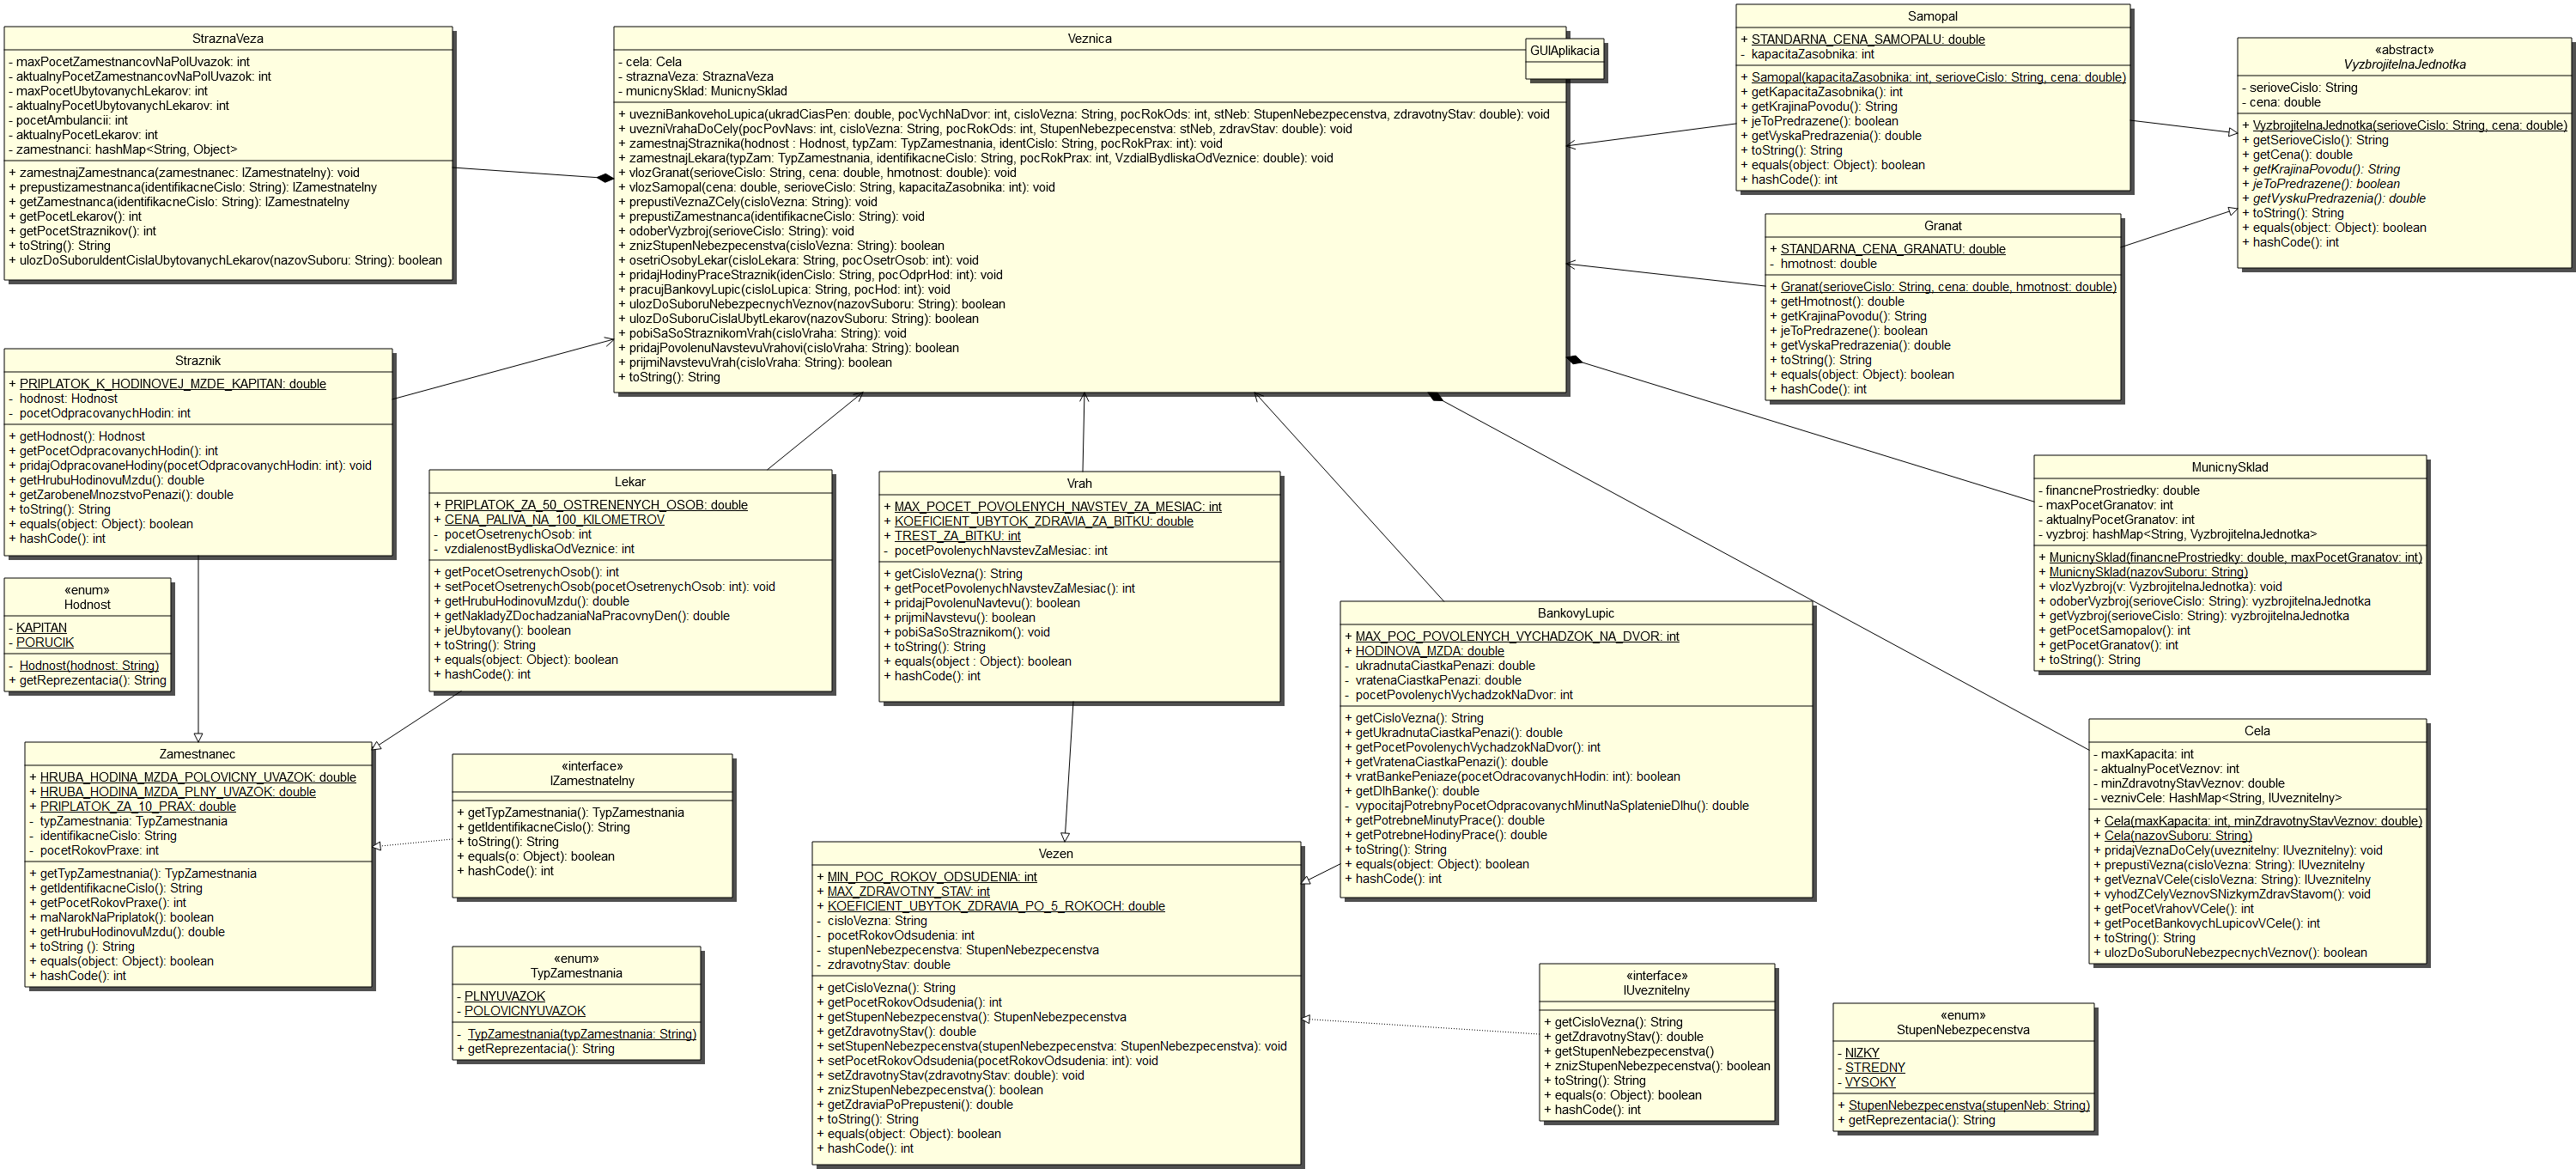 StraznaVeza
- maxPocetZamestnancovNaPolUvazok: int
- aktualnyPocetZamestnancovNaPolUvazok: int
- maxPocetUbytovanychLekarov: int
- aktualnyPocetUbytovanychLekarov: int
- pocetAmbulancii: int
- aktualnyPocetLekarov: int
- zamestnanci: hashMap<String, Object>
+ zamestnajZamestnanca(zamestnanec: IZamestnatelny): void
+ prepustizamestnanca(identifikacneCislo: String): IZamestnatelny
+ getZamestnanca(identifikacneCislo: String): IZamestnatelny
+ getPocetLekarov(): int
+ getPocetStraznikov(): int
+ toString(): String
+ ulozDoSuboruIdentCislaUbytovanychLekarov(nazovSuboru: String): boolean
Veznica
- cela: Cela
- straznaVeza: StraznaVeza
- municnySklad: MunicnySklad
+ uvezniBankovehoLupica(ukradCiasPen: double, pocVychNaDvor: int, cisloVezna: String, pocRokOds: int, stNeb: StupenNebezpecenstva, zdravotnyStav: double): void
+ uvezniVrahaDoCely(pocPovNavs: int, cisloVezna: String, pocRokOds: int, StupenNebezpecenstva: stNeb, zdravStav: double): void
+ zamestnajStraznika(hodnost : Hodnost, typZam: TypZamestnania, identCislo: String, pocRokPrax: int): void
+ zamestnajLekara(typZam: TypZamestnania, identifikacneCislo: String, pocRokPrax: int, VzdialBydliskaOdVeznice: double): void
+ vlozGranat(serioveCislo: String, cena: double, hmotnost: double): void
+ vlozSamopal(cena: double, serioveCislo: String, kapacitaZasobnika: int): void
+ prepustiVeznaZCely(cisloVezna: String): void
+ prepustiZamestnanca(identifikacneCislo: String): void
+ odoberVyzbroj(serioveCislo: String): void
+ znizStupenNebezpecenstva(cisloVezna: String): boolean
+ osetriOsobyLekar(cisloLekara: String, pocOsetrOsob: int): void
+ pridajHodinyPraceStraznik(idenCislo: String, pocOdprHod: int): void
+ pracujBankovyLupic(cisloLupica: String, pocHod: int): void
+ ulozDoSuboruNebezpecnychVeznov(nazovSuboru: String): boolean
+ ulozDoSuboruCislaUbytLekarov(nazovSuboru: String): boolean
+ pobiSaSoStraznikomVrah(cisloVraha: String): void
+ pridajPovolenuNavstevuVrahovi(cisloVraha: String): boolean
+ prijmiNavstevuVrah(cisloVraha: String): boolean
+ toString(): String
GUIAplikacia
Samopal
+ STANDARNA_CENA_SAMOPALU: double
- kapacitaZasobnika: int
+ Samopal(kapacitaZasobnika: int, serioveCislo: String, cena: double)
+ getKapacitaZasobnika(): int
+ getKrajinaPovodu(): String
+ jeToPredrazene(): boolean
+ getVyskaPredrazenia(): double
+ toString(): String
+ equals(object: Object): boolean
+ hashCode(): int
«abstract»
VyzbrojitelnaJednotka
- serioveCislo: String
- cena: double
+ VyzbrojitelnaJednotka(serioveCislo: String, cena: double)
+ getSerioveCislo(): String
+ getCena(): double
+ getKrajinaPovodu(): String
+ jeToPredrazene(): boolean
+ getVyskuPredrazenia(): double
+ toString(): String
+ equals(object: Object): boolean
+ hashCode(): int
Granat
+ STANDARNA_CENA_GRANATU: double
- hmotnost: double
+ Granat(serioveCislo: String, cena: double, hmotnost: double)
+ getHmotnost(): double
+ getKrajinaPovodu(): String
+ jeToPredrazene(): boolean
+ getVyskaPredrazenia(): double
+ toString(): String
+ equals(object: Object): boolean
+ hashCode(): int
Straznik
+ PRIPLATOK_K_HODINOVEJ_MZDE_KAPITAN: double
- hodnost: Hodnost
- pocetOdpracovanychHodin: int
+ getHodnost(): Hodnost
+ getPocetOdpracovanychHodin(): int
+ pridajOdpracovaneHodiny(pocetOdpracovanychHodin: int): void
+ getHrubuHodinovuMzdu(): double
+ getZarobeneMnozstvoPenazi(): double
+ toString(): String
+ equals(object: Object): boolean
+ hashCode(): int
Lekar
+ PRIPLATOK_ZA_50_OSTRENENYCH_OSOB: double
+ CENA_PALIVA_NA_100_KILOMETROV
- pocetOsetrenychOsob: int
- vzdialenostBydliskaOdVeznice: int
+ getPocetOsetrenychOsob(): int
+ setPocetOsetrenychOsob(pocetOsetrenychOsob: int): void
+ getHrubuHodinovuMzdu(): double
+ getNakladyZDochadzaniaNaPracovnyDen(): double
+ jeUbytovany(): boolean
+ toString(): String
+ equals(object: Object): boolean
+ hashCode(): int
Vrah
+ MAX_POCET_POVOLENYCH_NAVSTEV_ZA_MESIAC: int
+ KOEFICIENT_UBYTOK_ZDRAVIA_ZA_BITKU: double
+ TREST_ZA_BITKU: int
- pocetPovolenychNavstevZaMesiac: int
+ getCisloVezna(): String
+ getPocetPovolenychNavstevZaMesiac(): int
+ pridajPovolenuNavtevu(): boolean
+ prijmiNavstevu(): boolean
+ pobiSaSoStraznikom(): void
+ toString(): String
+ equals(object : Object): boolean
+ hashCode(): int
MunicnySklad
- financneProstriedky: double
- maxPocetGranatov: int
- aktualnyPocetGranatov: int
- vyzbroj: hashMap<String, VyzbrojitelnaJednotka>
+ MunicnySklad(financneProstriedky: double, maxPocetGranatov: int)
+ MunicnySklad(nazovSuboru: String)
+ vlozVyzbroj(v: VyzbrojitelnaJednotka): void
+ odoberVyzbroj(serioveCislo: String): vyzbrojitelnaJednotka
+ getVyzbroj(serioveCislo: String): vyzbrojitelnaJednotka
+ getPocetSamopalov(): int
+ getPocetGranatov(): int
+ toString(): String
«enum»
Hodnost
- KAPITAN
- PORUCIK
- Hodnost(hodnost: String)
+ getReprezentacia(): String
BankovyLupic
+ MAX_POC_POVOLENYCH_VYCHADZOK_NA_DVOR: int
+ HODINOVA_MZDA: double
- ukradnutaCiastkaPenazi: double
- vratenaCiastkaPenazi: double
- pocetPovolenychVychadzokNaDvor: int
+ getCisloVezna(): String
+ getUkradnutaCiastkaPenazi(): double
+ getPocetPovolenychVychadzokNaDvor(): int
+ getVratenaCiastkaPenazi(): double
+ vratBankePeniaze(pocetOdracovanychHodin: int): boolean
+ getDlhBanke(): double
- vypocitajPotrebnyPocetOdpracovanychMinutNaSplatenieDlhu(): double
+ getPotrebneMinutyPrace(): double
+ getPotrebneHodinyPrace(): double
+ toString(): String
+ equals(object: Object): boolean
+ hashCode(): int
Cela
- maxKapacita: int
- aktualnyPocetVeznov: int
- minZdravotnyStavVeznov: double
- veznivCele: HashMap<String, IUveznitelny>
+ Cela(maxKapacita: int, minZdravotnyStavVeznov: double)
+ Cela(nazovSuboru: String)
+ pridajVeznaDoCely(uveznitelny: IUveznitelny): void
+ prepustiVezna(cisloVezna: String): IUveznitelny
+ getVeznaVCele(cisloVezna: String): IUveznitelny
+ vyhodZCelyVeznovSNizkymZdravStavom(): void
+ getPocetVrahovVCele(): int
+ getPocetBankovychLupicovVCele(): int
+ toString(): String
+ ulozDoSuboruNebezpecnychVeznov(): boolean
Zamestnanec
+ HRUBA_HODINA_MZDA_POLOVICNY_UVAZOK: double
+ HRUBA_HODINA_MZDA_PLNY_UVAZOK: double
+ PRIPLATOK_ZA_10_PRAX: double
- typZamestnania: TypZamestnania
- identifikacneCislo: String
- pocetRokovPraxe: int
+ getTypZamestnania(): TypZamestnania
+ getIdentifikacneCislo(): String
+ getPocetRokovPraxe(): int
+ maNarokNaPriplatok(): boolean
+ getHrubuHodinovuMzdu(): double
+ toString (): String
+ equals(object: Object): boolean
+ hashCode(): int
«interface»
IZamestnatelny
+ getTypZamestnania(): TypZamestnania
+ getIdentifikacneCislo(): String
+ toString(): String
+ equals(o: Object): boolean
+ hashCode(): int
«enum»
TypZamestnania
- PLNYUVAZOK
- POLOVICNYUVAZOK
- TypZamestnania(typZamestnania: String)
+ getReprezentacia(): String
Vezen
+ MIN_POC_ROKOV_ODSUDENIA: int
+ MAX_ZDRAVOTNY_STAV: int
+ KOEFICIENT_UBYTOK_ZDRAVIA_PO_5_ROKOCH: double
- cisloVezna: String
- pocetRokovOdsudenia: int
- stupenNebezpecenstva: StupenNebezpecenstva
- zdravotnyStav: double
+ getCisloVezna(): String
+ getPocetRokovOdsudenia(): int
+ getStupenNebezpecenstva(): StupenNebezpecenstva
+ getZdravotnyStav(): double
+ setStupenNebezpecenstva(stupenNebezpecenstva: StupenNebezpecenstva): void
+ setPocetRokovOdsudenia(pocetRokovOdsudenia: int): void
+ setZdravotnyStav(zdravotnyStav: double): void
+ znizStupenNebezpecenstva(): boolean
+ getZdraviaPoPrepusteni(): double
+ toString(): String
+ equals(object: Object): boolean
+ hashCode(): int
«interface»
IUveznitelny
+ getCisloVezna(): String
+ getZdravotnyStav(): double
+ getStupenNebezpecenstva()
+ znizStupenNebezpecenstva(): boolean
+ toString(): String
+ equals(o: Object): boolean
+ hashCode(): int
«enum»
StupenNebezpecenstva
- NIZKY
- STREDNY
- VYSOKY
+ StupenNebezpecenstva(stupenNeb: String)
+ getReprezentacia(): String